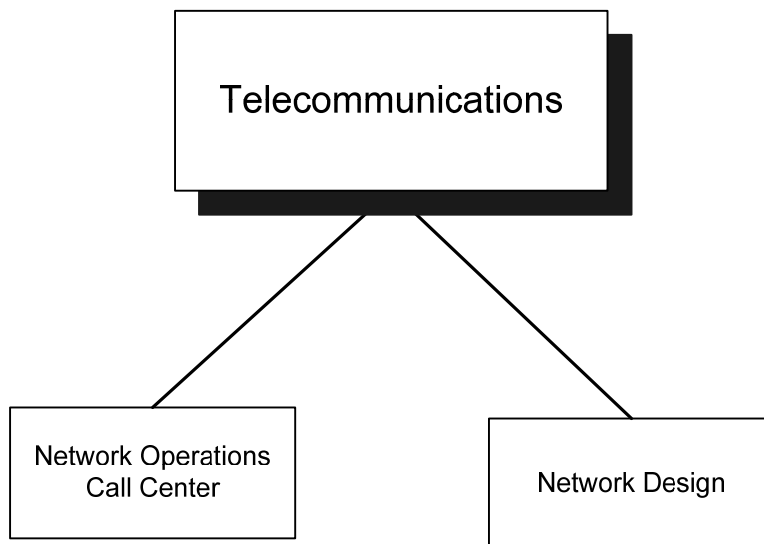 Telecommunications
Network Operations
Call Center
Network Design